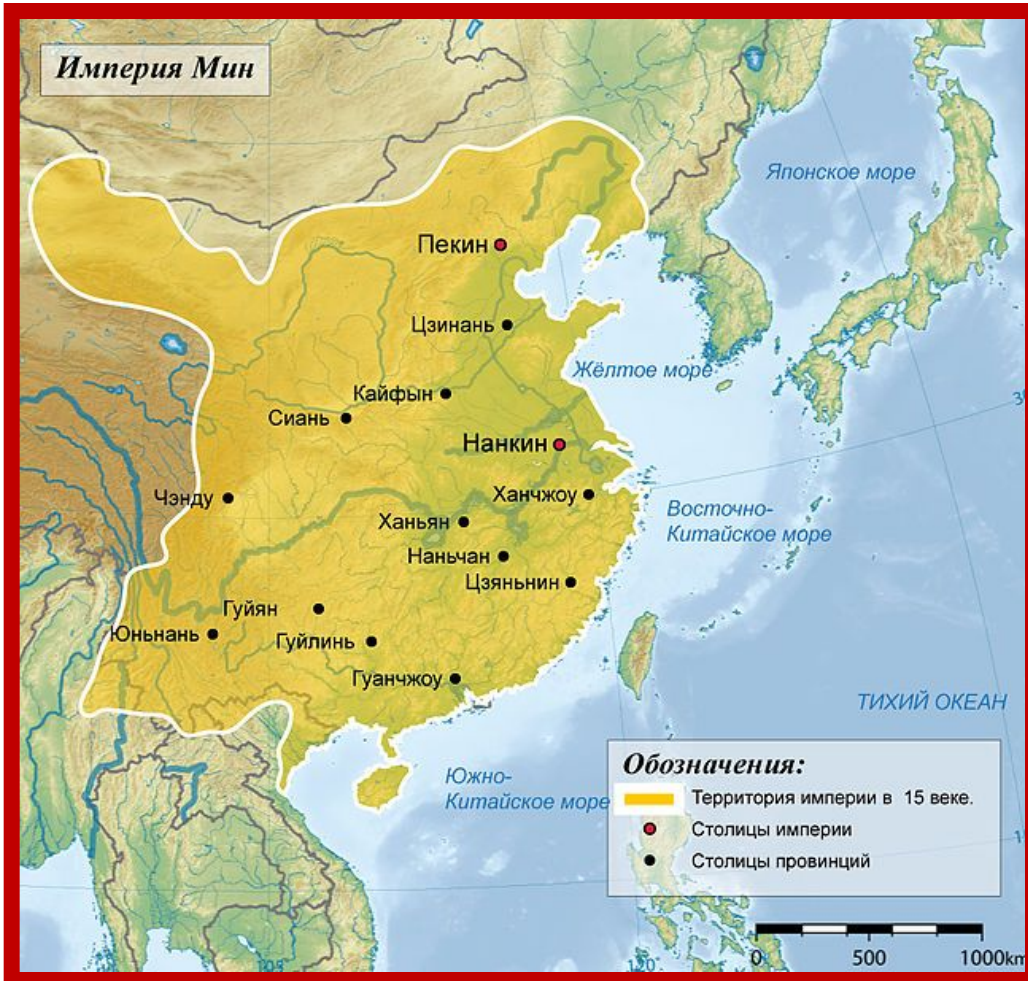 Империя Мин
Японское море
Пекин
Цзинань
Жёлтое море
Кайфын
Сиань
Нанкин
Чэнду
Ханчжоу
Ханьян
Восточно-
Китайское море
Наньчан
Цзяньнин
Гуйян
Юньнань
Гуйлинь
Гуанчжоу
ТИХИЙ ОКЕАН
Южно-
Китайское море
Обозначения:
Территория империи в 15 веке.
Столицы империи
Столицы провинций
0 500 1000km
105
120